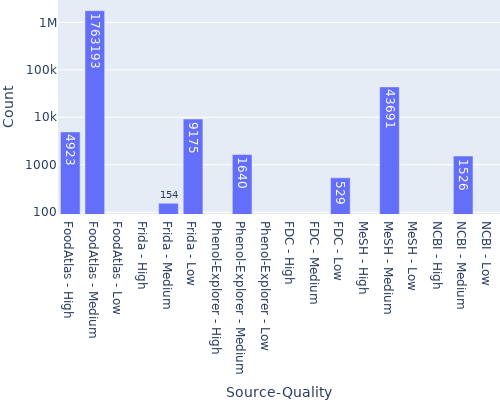 Count
1M
100k
10k
1000
100
4923
1763193
154
9175
1640
529
43691
1526
FoodAtlas - High
FoodAtlas - Medium
FoodAtlas - Low
Frida - High
Frida - Medium
Frida - Low
Phenol-Explorer - High
Phenol-Explorer - Medium
Phenol-Explorer - Low
FDC - High
FDC - Medium
FDC - Low
MeSH - High
MeSH - Medium
MeSH - Low
NCBI - High
NCBI - Medium
NCBI - Low
Source-Quality